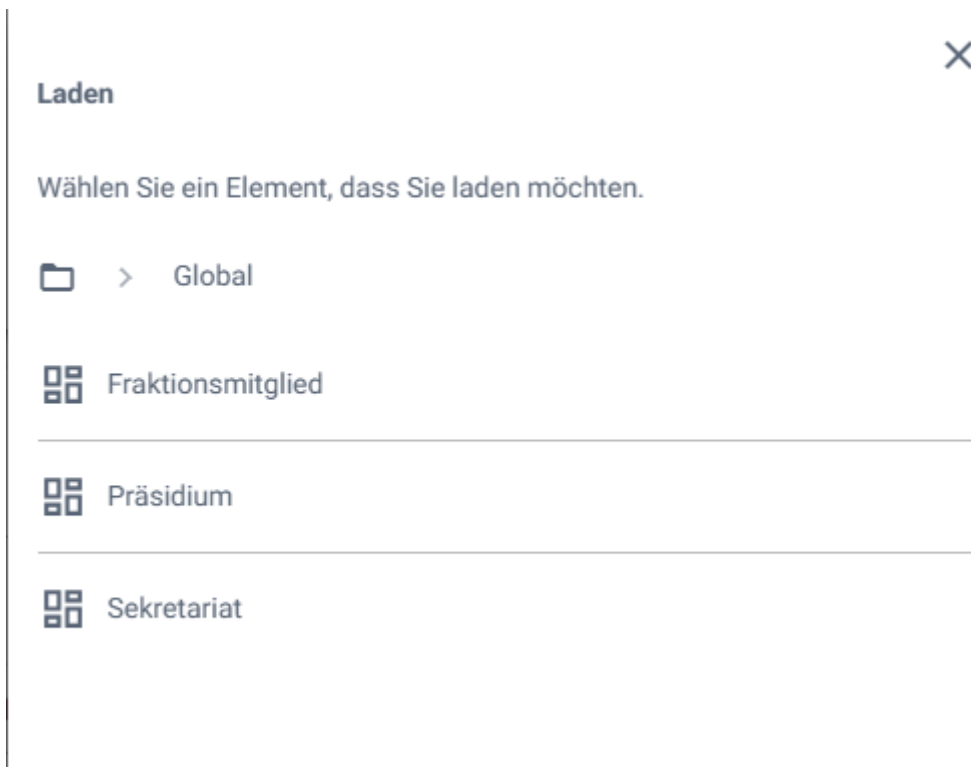 Laden
Wählen Sie ein Element, dass Sie laden möchten.
> Global
Fraktionsmitglied
Präsidium
Sekretariat